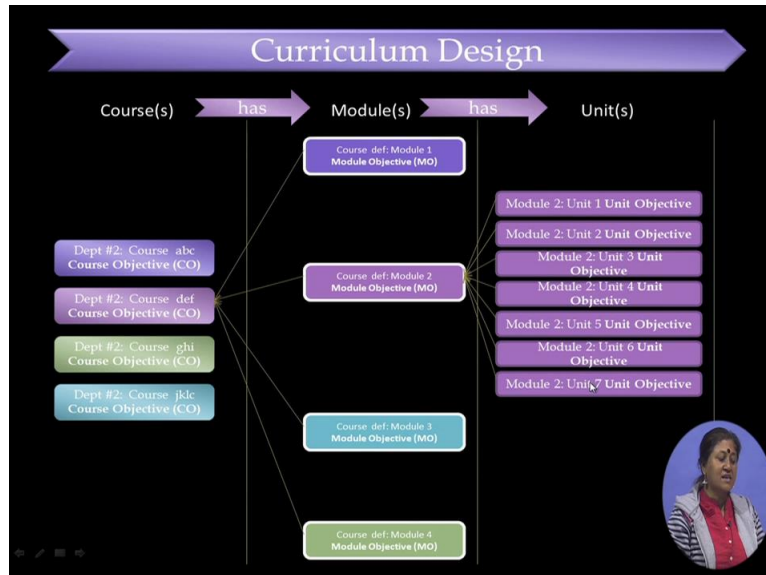 Curriculum Design
Course(s)
has
Module(s)
has
Unit(s)
Dept #2: Course abc
Course Objective (CO)
Dept #2: Course def
Course Objective (CO)
Dept #2: Course ghi
Course Objective (CO)
Dept #2: Course jklc
Course Objective (CO)
Course def: Module 1
Module Objective (MO)
Course def: Module 2
Module Objective (MO)
Course def: Module 3
Module Objective (MO)
Course def: Module 4
Module Objective (MO)
Module 2: Unit 1 Unit Objective
Module 2: Unit 2 Unit Objective
Module 2: Unit 3 Unit
Objective
Module 2: Unit 4 Unit
Objective
Module 2: Unit 5 Unit Objective
Module 2: Unit 6 Unit
Objective
Module 2: Unit 7 Unit Objective